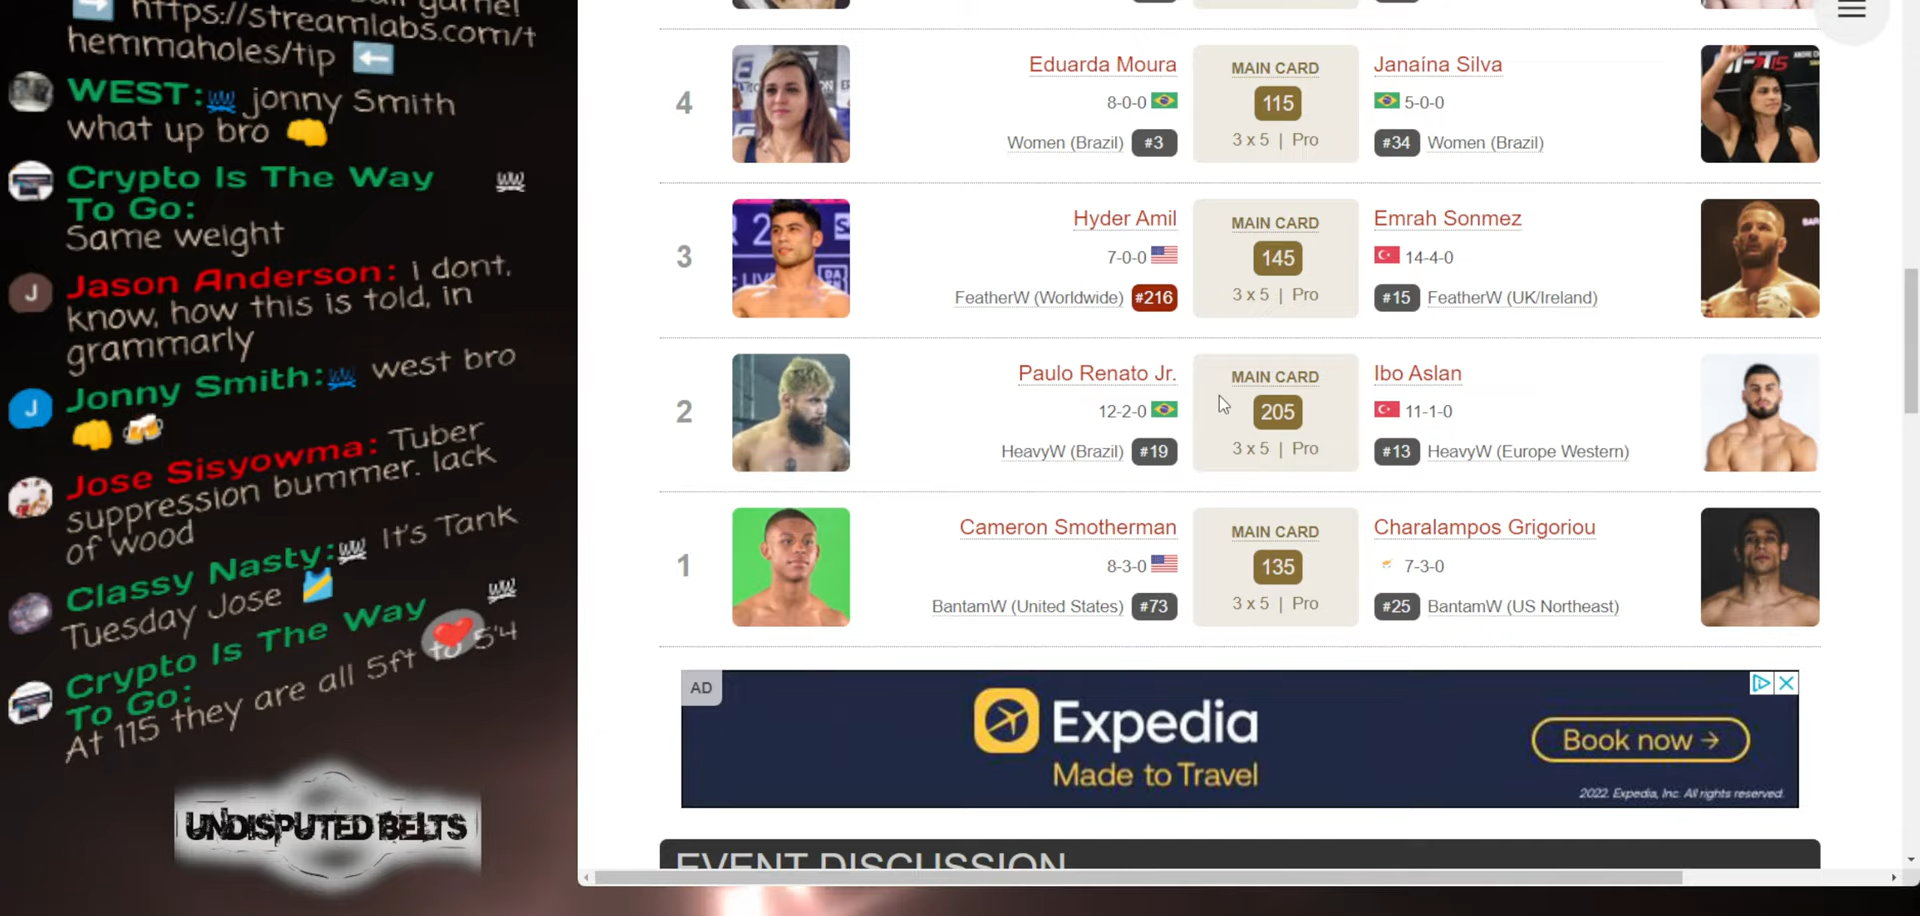 https://streamlabs.com/t
hemmaholes/tip
WEST: jonny Smith
what up bro
Crypto Is The Way
To Go:
Same weight
J
Jason Anderson: i dont,
know, how this is told, in
grammarly
J
Jonny Smith: west bro
Jose Sisyowma: Tuber
suppression bummer. lack
of wood
Classy Nasty: It's Tank
Tuesday Jose
Crypto Is The Way
To Go:
At 115 they are all 5ft to 5'4
UNDISPUTED BELTS
4
Eduarda Moura
8-0-0
Women (Brazil) #3
MAIN CARD
115
3 x 5 | Pro
Janaína Silva
5-0-0
#34 Women (Brazil)
3
Hyder Amil
7-0-0
FeatherW (Worldwide) #216
MAIN CARD
145
3 x 5 | Pro
Emrah Sonmez
14-4-0
#15 FeatherW (UK/Ireland)
2
Paulo Renato Jr.
12-2-0
HeavyW (Brazil) #19
MAIN CARD
205
3 x 5 | Pro
Ibo Aslan
11-1-0
#13 HeavyW (Europe Western)
1
Cameron Smotherman
8-3-0
BantamW (United States) #73
MAIN CARD
135
3 x 5 | Pro
Charalampos Grigoriou
7-3-0
#25 BantamW (US Northeast)
AD
Expedia
Made to Travel
Book now →
2022. Expedia, Inc. All rights reserved.
EVENT DISCUSSION